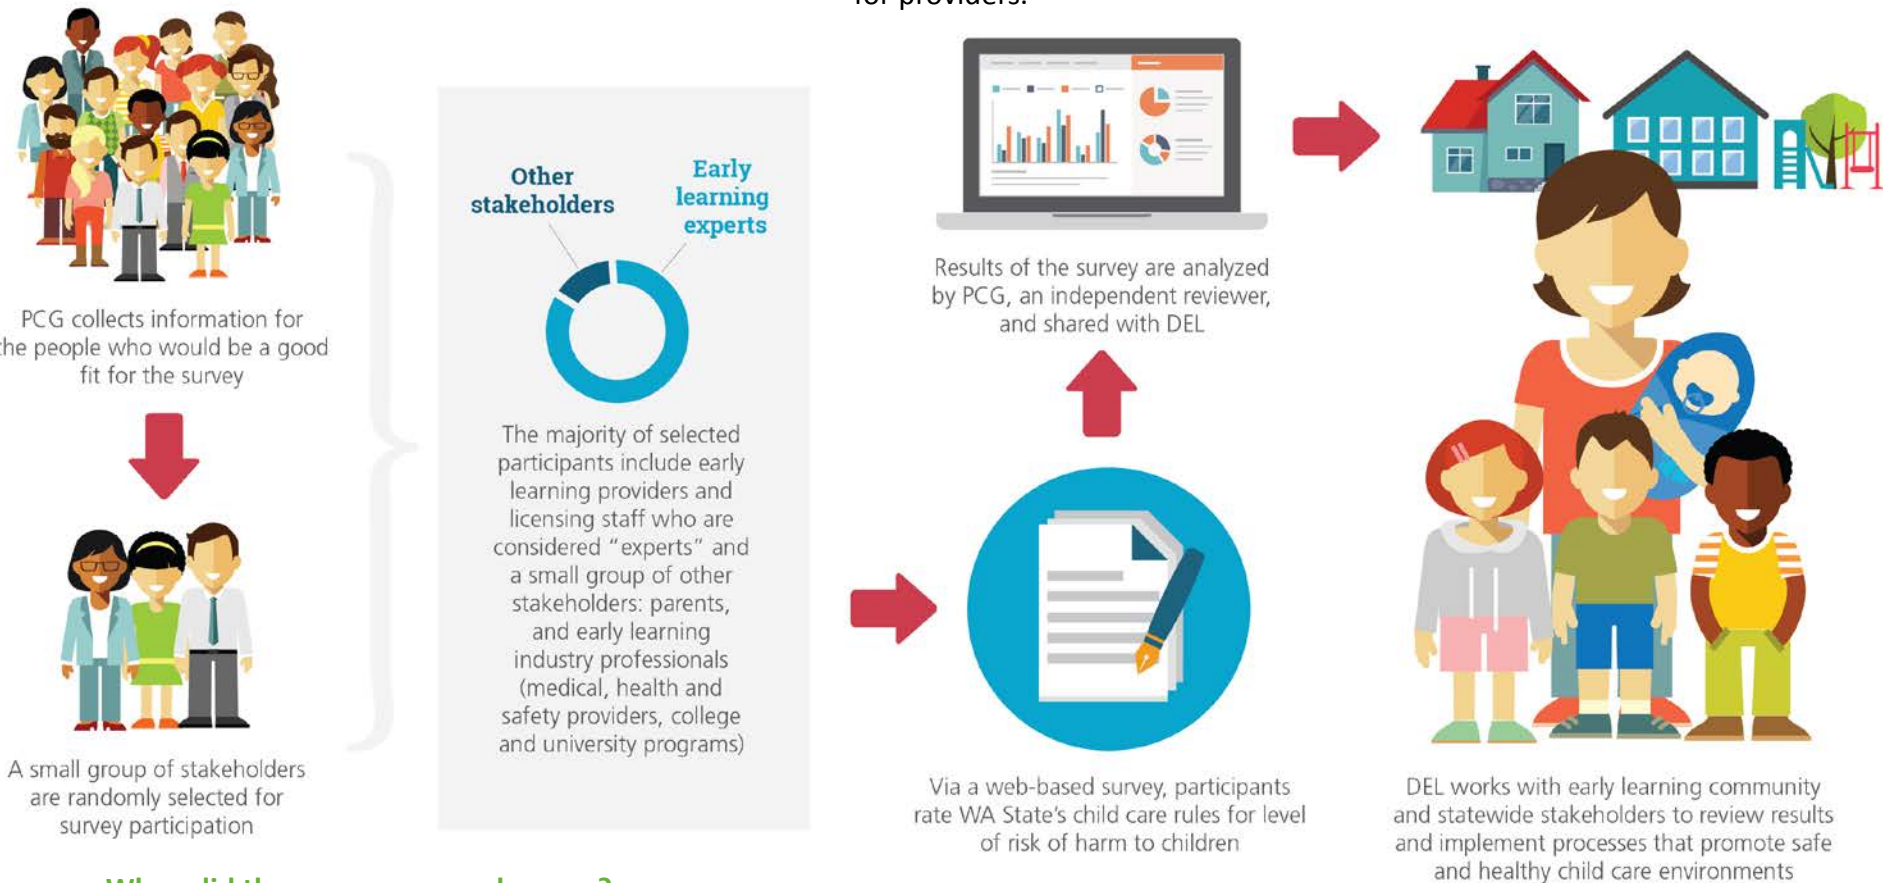 for providers.
PCG collects information for
the people who would be a good
fit for the survey
A small group of stakeholders
are randomly selected for
survey participation
Other
stakeholders
Early
learning
experts
The majority of selected
participants include early
learning providers and
licensing staff who are
considered “experts” and
a small group of other
stakeholders: parents,
and early learning
industry professionals
(medical, health and
safety providers, college
and university programs)
Via a web-based survey, participants
rate WA State’s child care rules for level
of risk of harm to children
Results of the survey are analyzed
by PCG, an independent reviewer,
and shared with DEL
DEL works with early learning community
and statewide stakeholders to review results
and implement processes that promote safe
and healthy child care environments